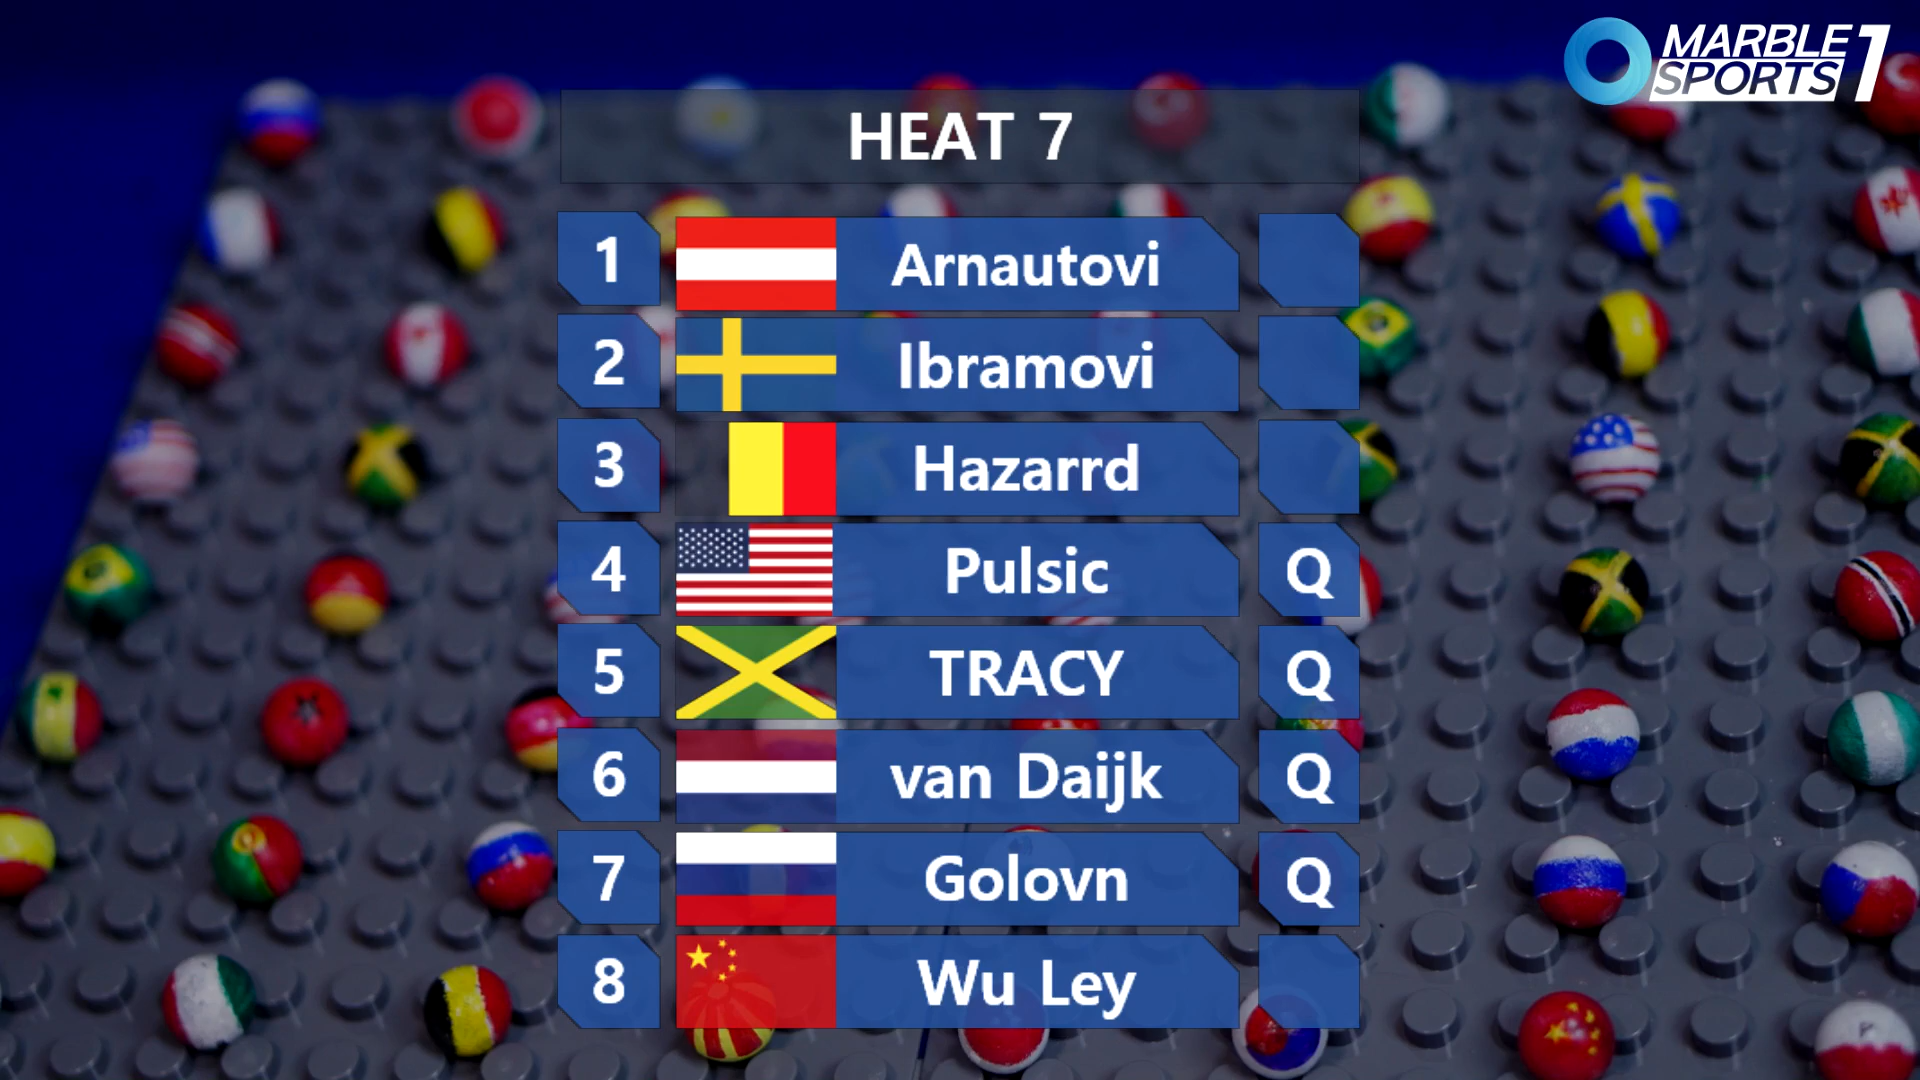 MARBLE
SPORTS 1
HEAT 7
1 Arnautovi
2 Ibramovi
3 Hazarrd
4 Pulsic Q
5 TRACY Q
6 van Daijk Q
7 Golovn Q
8 Wu Ley